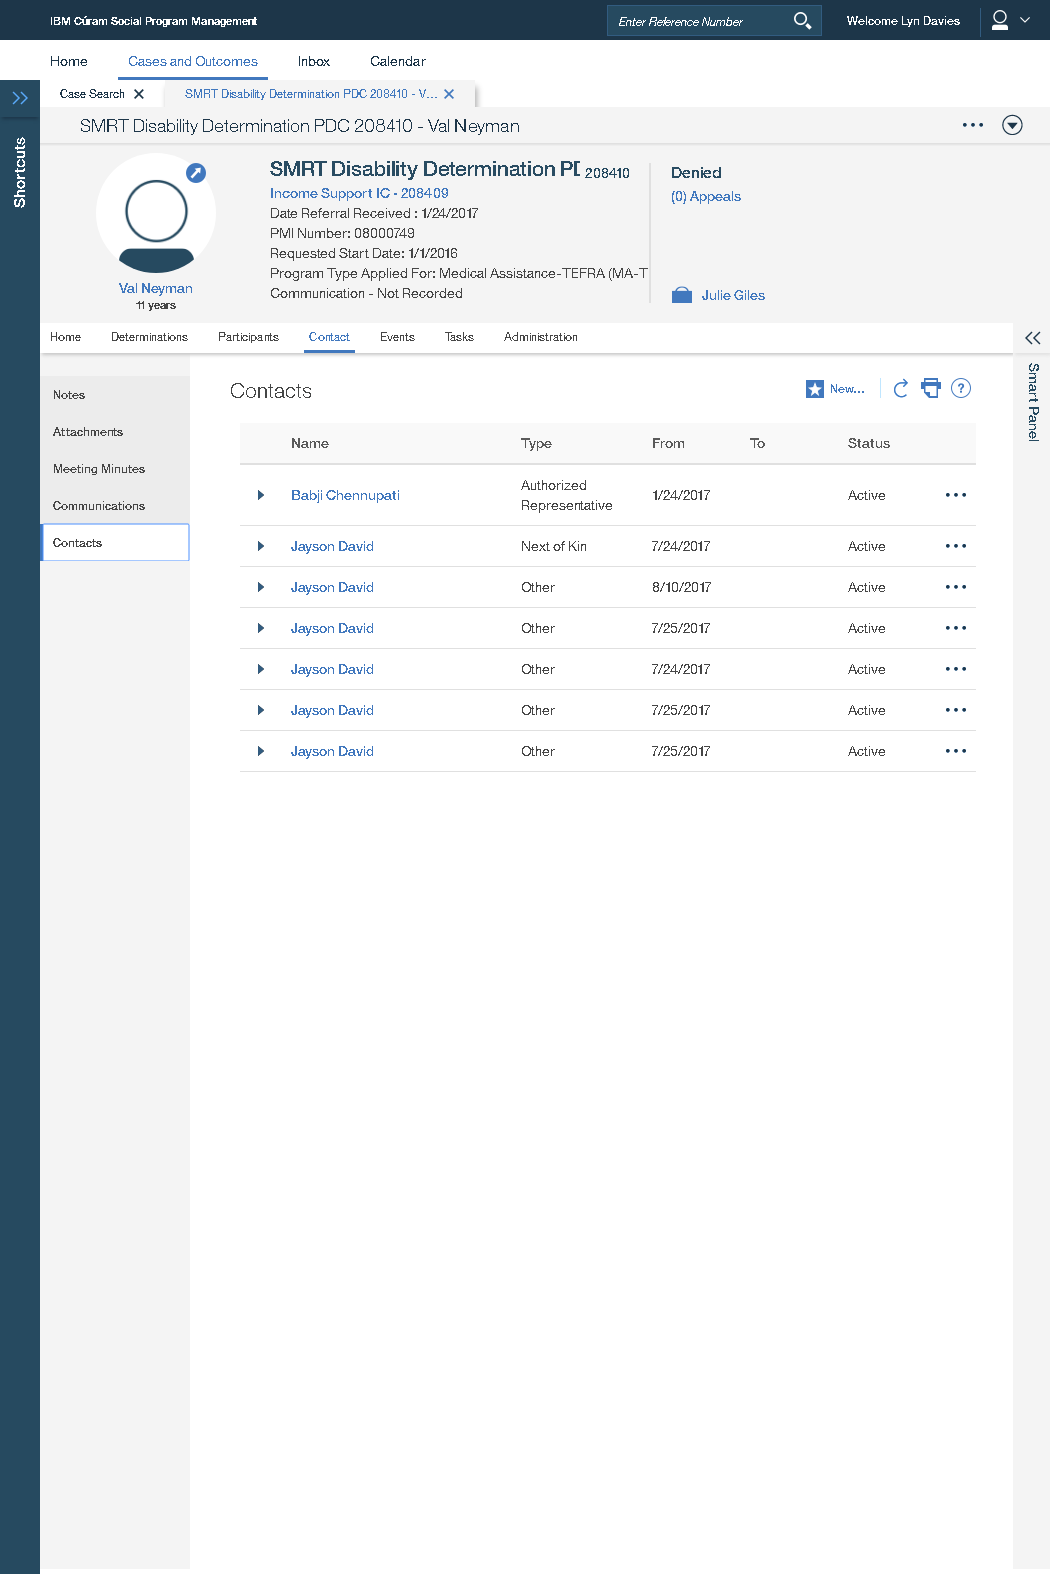 IBM Cúram Social Program Management
Enter Reference Number
Welcome Lyn Davies
Home Cases and Outcomes Inbox Calendar
Case Search SMRT Disability Determination PDC 208410 - V...
SMRT Disability Determination PDC 208410 - Val Neyman
Shortcuts
SMRT Disability Determination PD 208410
Income Support IC - 208409
Date Referral Received : 1/24/2017
PMI Number: 08000749
Requested Start Date: 1/1/2016
Program Type Applied For: Medical Assistance-TEFRA (MA-T
Communication - Not Recorded
Val Neyman
11 years
Denied
(0) Appeals
Julie Giles
Home Determinations Participants Contact Events Tasks Administration
Smart Panel
Notes
Attachments
Meeting Minutes
Communications
Contacts
Contacts
New...
Name Type From To Status
Babji Chennupati Authorized Representative 1/24/2017 Active
Jayson David Next of Kin 7/24/2017 Active
Jayson David Other 8/10/2017 Active
Jayson David Other 7/25/2017 Active
Jayson David Other 7/24/2017 Active
Jayson David Other 7/25/2017 Active
Jayson David Other 7/25/2017 Active